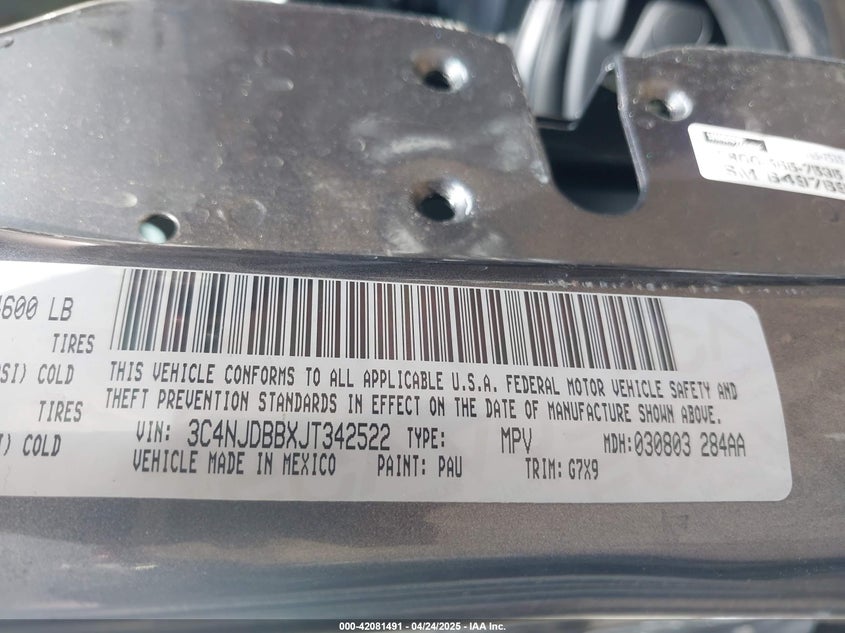 4600 LB
TIRES
SI) COLD
TIRES
SI) COLD
THIS VEHICLE CONFORMS TO ALL APPLICABLE U.S.A. FEDERAL MOTOR VEHICLE SAFETY AND
THEFT PREVENTION STANDARDS IN EFFECT ON THE DATE OF MANUFACTURE SHOWN ABOVE.
VIN: 3C4NJDBBXJT342522 TYPE: MPV MDH: 030803 284AA
VEHICLE MADE IN MEXICO PAINT: PAU TRIM: G7X9
000-42081491 - 04/24/2025 - IAA Inc.